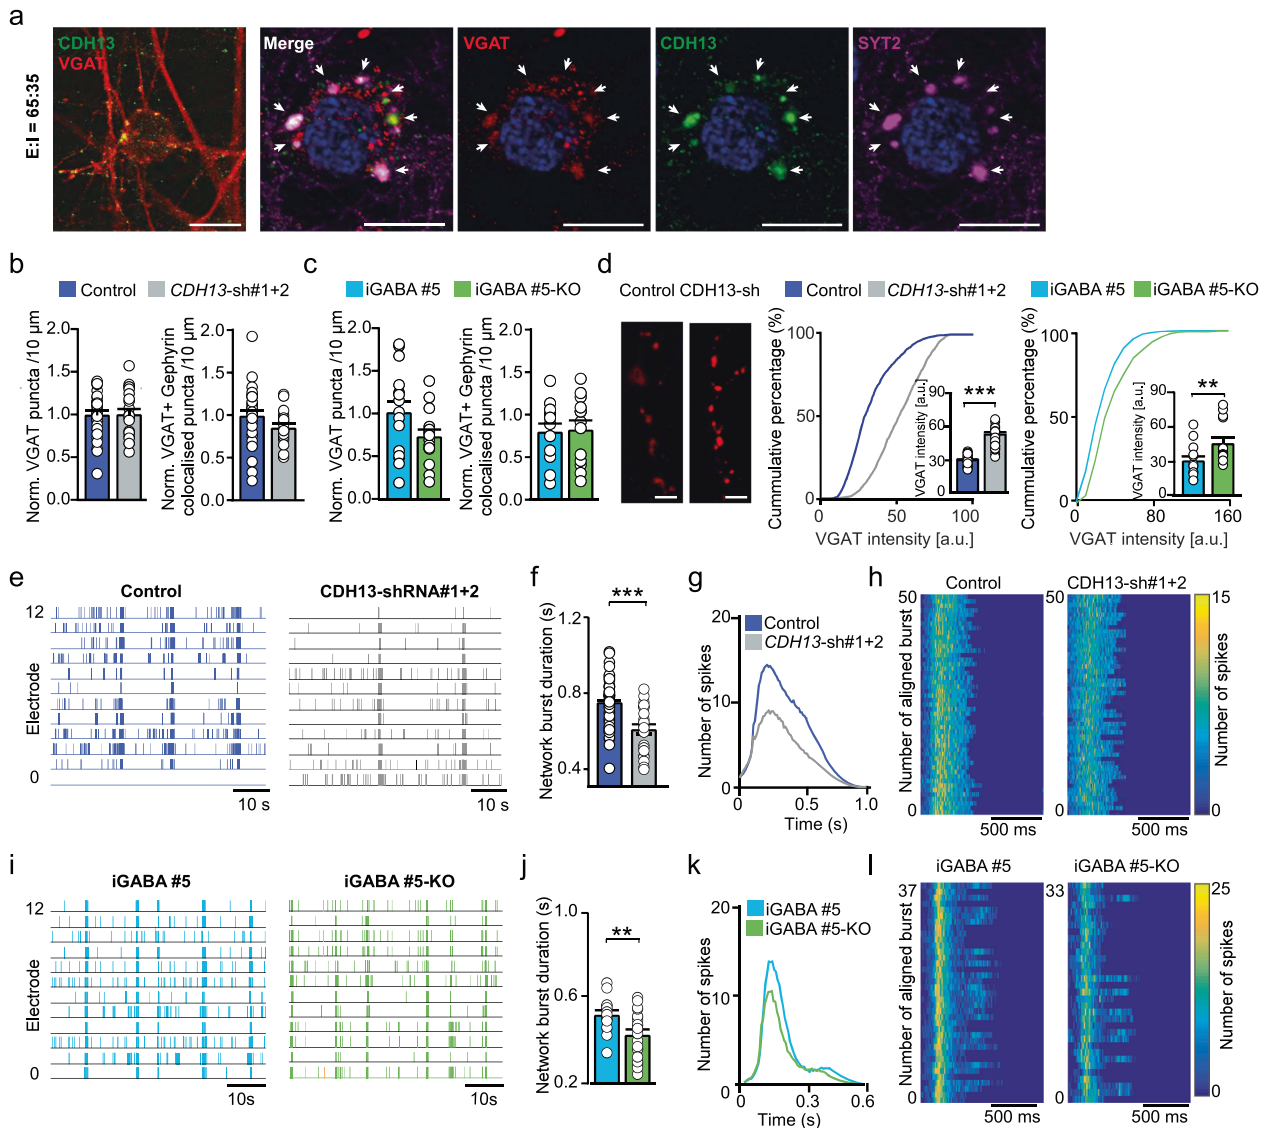 a
E:I = 65:35
CDH13
VGAT
Merge
VGAT
CDH13
SYT2
b
Control
CDH13-sh#1+2
Norm. VGAT puncta /10 µm
2.0
1.5
1.0
0.5
0.0
Norm. VGAT+ Gephyrin
colocalised puncta /10 µm
2.0
1.5
1.0
0.5
0.0
c
iGABA #5
iGABA #5-KO
Norm. VGAT puncta /10 µm
2.0
1.5
1.0
0.5
0.0
Norm. VGAT+ Gephyrin
colocalised puncta /10 µm
2.0
1.5
1.0
0.5
0.0
d
Control CDH13-sh
Control
CDH13-sh#1+2
Cummulative percentage (%)
100
50
0
0
50
100
VGAT intensity [a.u.]
VGAT intensity [a.u.]
90
60
30
0
***
iGABA #5
iGABA #5-KO
Cummulative percentage (%)
100
50
0
0
80
160
VGAT intensity [a.u.]
VGAT intensity [a.u.]
90
60
30
0
**
e
Control
CDH13-shRNA#1+2
12
Electrode
0
10 s
10 s
f
Network burst duration (s)
1.2
0.8
0.4
***
g
Number of spikes
20
10
0
Control
CDH13-sh#1+2
0
0.5
1.0
Time (s)
h
Control
CDH13-sh#1+2
Number of aligned burst
50
0
50
0
500 ms
500 ms
15
0
Number of spikes
i
iGABA #5
iGABA #5-KO
12
Electrode
0
10s
10s
j
Network burst duration (s)
1.0
0.6
0.2
**
k
Number of spikes
20
10
0
iGABA #5
iGABA #5-KO
0
0.3
0.6
Time (s)
l
iGABA #5
iGABA #5-KO
Number of aligned burst
37
0
33
0
500 ms
500 ms
25
0
Number of spikes